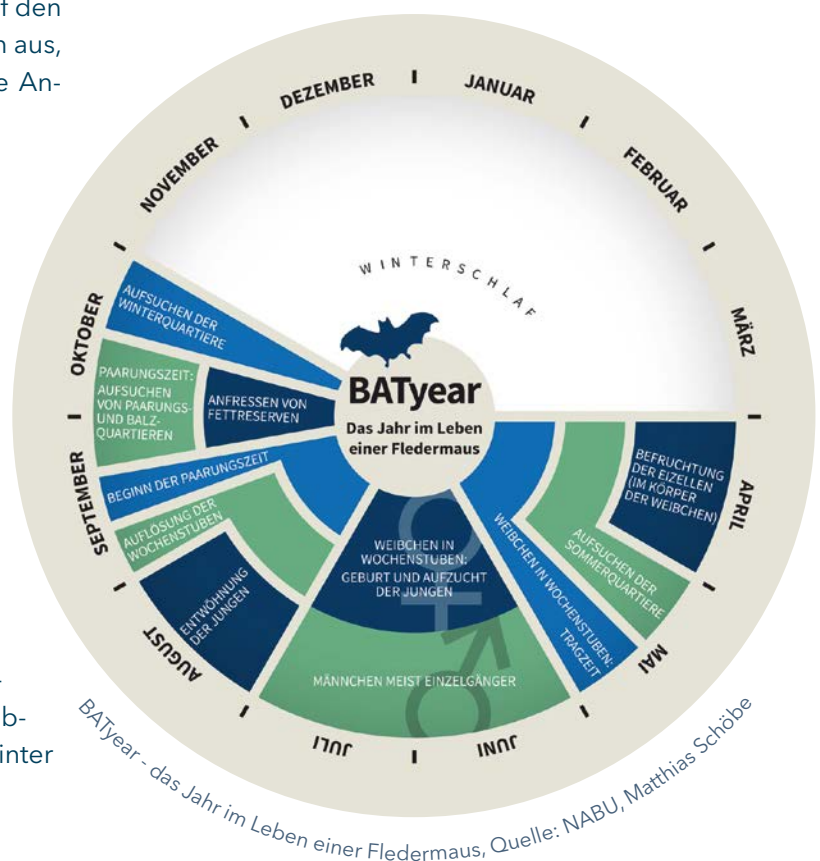 f den
n aus,
e An-
b-
inter
DEZEMBER
JANUAR
FEBRUAR
MÄRZ
APRIL
MAI
JUNI
JULI
AUGUST
SEPTEMBER
OKTOBER
NOVEMBER
WINTERSCHLAF
BATyear
Das Jahr im Leben
einer Fledermaus
BEFRUCHTUNG
DER EIZELLEN
(IM KÖRPER
DER WEIBCHEN)
AUFSUCHEN DER
SOMMERQUARTIERE
WEIBCHEN IN WOCHENSTUBEN:
TRAGZEIT
WEIBCHEN IN
WOCHENSTUBEN:
GEBURT UND AUFZUCHT
DER JUNGEN
MÄNNCHEN MEIST EINZELGÄNGER
ENTWÖHNUNG
DER JUNGEN
AUFLÖSUNG DER
WOCHENSTUBEN
BEGINN DER PAARUNGSZEIT
ANFRESSEN VON
FETTRESERVEN
PAARUNGSZEIT:
AUFSUCHEN
VON PAARUNGS-
UND BALZ-
QUARTIEREN
AUFSUCHEN DER
WINTERQUARTIERE
BATyear - das Jahr im Leben einer Fledermaus, Quelle: NABU, Matthias Schöbe